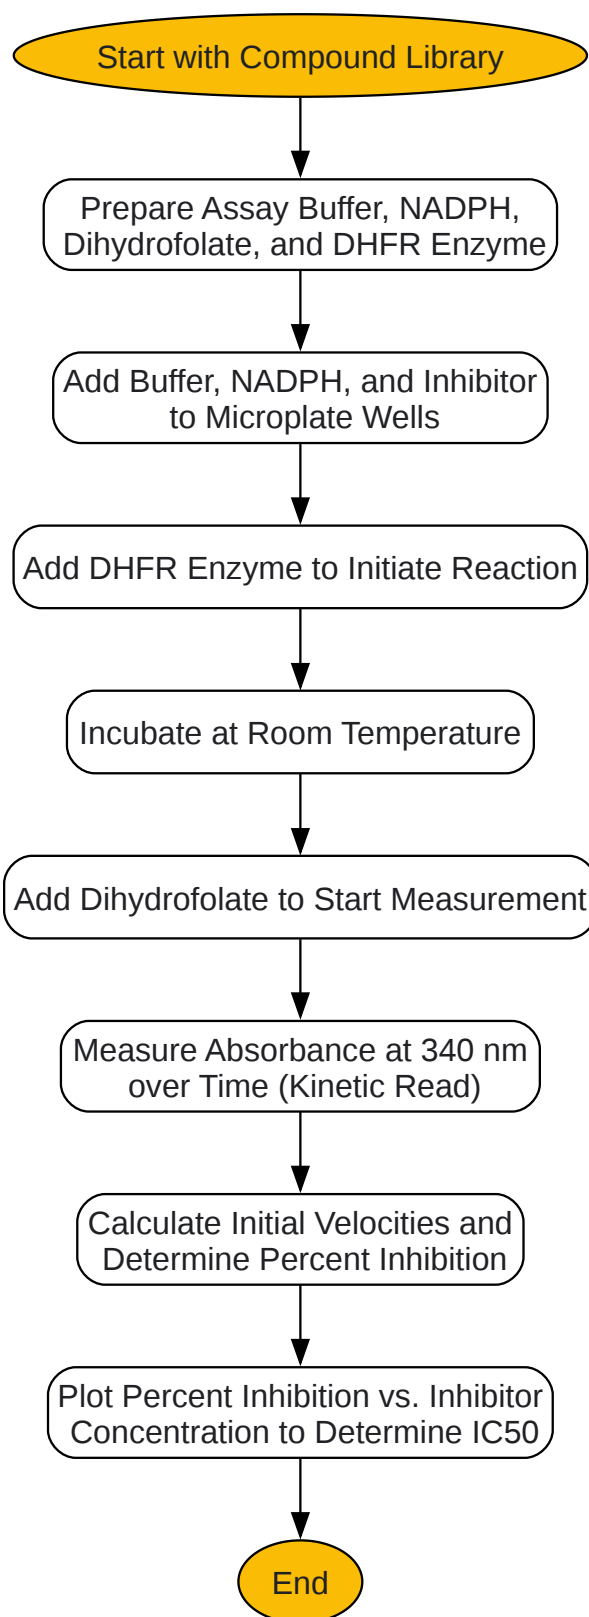 Start with Compound Library
Prepare Assay Buffer, NADPH,
Dihydrofolate, and DHFR Enzyme
Add Buffer, NADPH, and Inhibitor
to Microplate Wells
Add DHFR Enzyme to Initiate Reaction
Incubate at Room Temperature
Add Dihydrofolate to Start Measurement
Measure Absorbance at 340 nm
over Time (Kinetic Read)
Calculate Initial Velocities and
Determine Percent Inhibition
Plot Percent Inhibition vs. Inhibitor
Concentration to Determine IC50
End